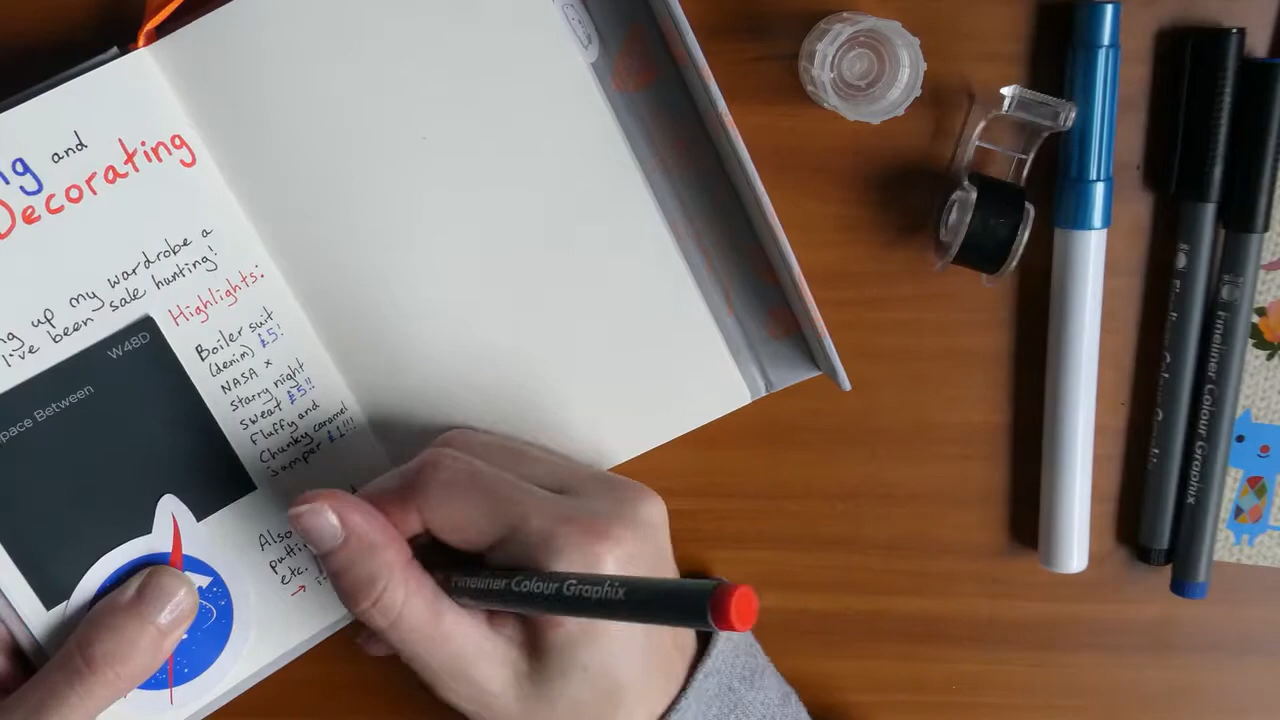 and
Decorating
ng up my wardrobe a
I've been sale hunting!
Highlights:
Boiler suit
(denim) £5!
NASA x
starry night
sweat £5!!
Fluffy and
Chunky caramel
jumper £1!!!
Also
putti
etc.
→
W48D
pace Between
Fineliner Colour Graphix
Fineliner Colour Graphix
Fineliner Colour Graphix